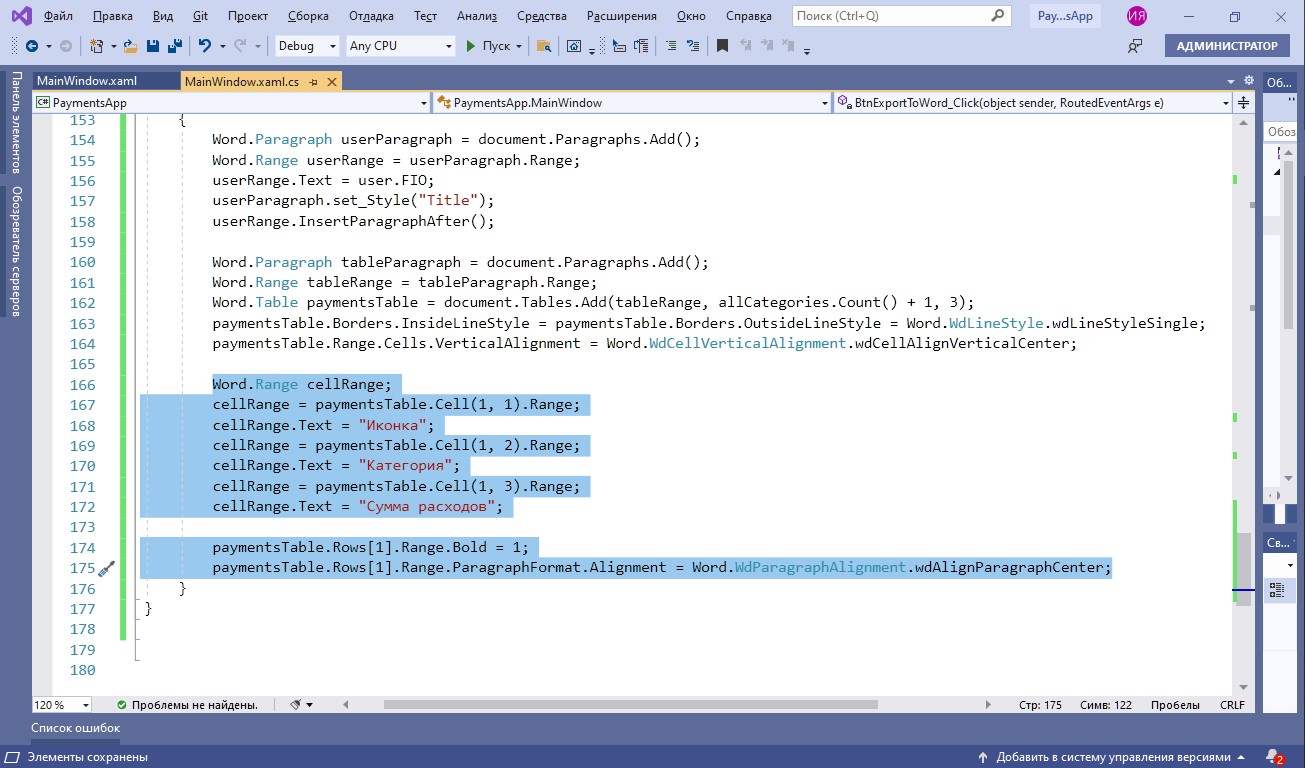 Файл Правка Вид Git Проект Сборка Отладка Тест Анализ Средства Расширения Окно Справка Поиск (Ctrl+Q) Pay...sApp ИЯ
Debug Any CPU Пуск АДМИНИСТРАТОР
Панель элементов
Обозреватель серверов
MainWindow.xaml MainWindow.xaml.cs Об...
C# PaymentsApp PaymentsApp.MainWindow BtnExportToWord_Click(object sender, RoutedEventArgs e)
Обоз
153 {
154 Word.Paragraph userParagraph = document.Paragraphs.Add();
155 Word.Range userRange = userParagraph.Range;
156 userRange.Text = user.FIO;
157 userParagraph.set_Style("Title");
158 userRange.InsertParagraphAfter();
159
160 Word.Paragraph tableParagraph = document.Paragraphs.Add();
161 Word.Range tableRange = tableParagraph.Range;
162 Word.Table paymentsTable = document.Tables.Add(tableRange, allCategories.Count() + 1, 3);
163 paymentsTable.Borders.InsideLineStyle = paymentsTable.Borders.OutsideLineStyle = Word.WdLineStyle.wdLineStyleSingle;
164 paymentsTable.Range.Cells.VerticalAlignment = Word.WdCellVerticalAlignment.wdCellAlignVerticalCenter;
165
166 Word.Range cellRange;
167 cellRange = paymentsTable.Cell(1, 1).Range;
168 cellRange.Text = "Иконка";
169 cellRange = paymentsTable.Cell(1, 2).Range;
170 cellRange.Text = "Категория";
171 cellRange = paymentsTable.Cell(1, 3).Range;
172 cellRange.Text = "Сумма расходов";
173
174 paymentsTable.Rows[1].Range.Bold = 1;
175 paymentsTable.Rows[1].Range.ParagraphFormat.Alignment = Word.WdParagraphAlignment.wdAlignParagraphCenter;
176 }
177 }
178
179
180
Св...
120 % Проблемы не найдены. Стр: 175 Симв: 122 Пробелы CRLF
Список ошибок
Элементы сохранены Добавить в систему управления версиями 2